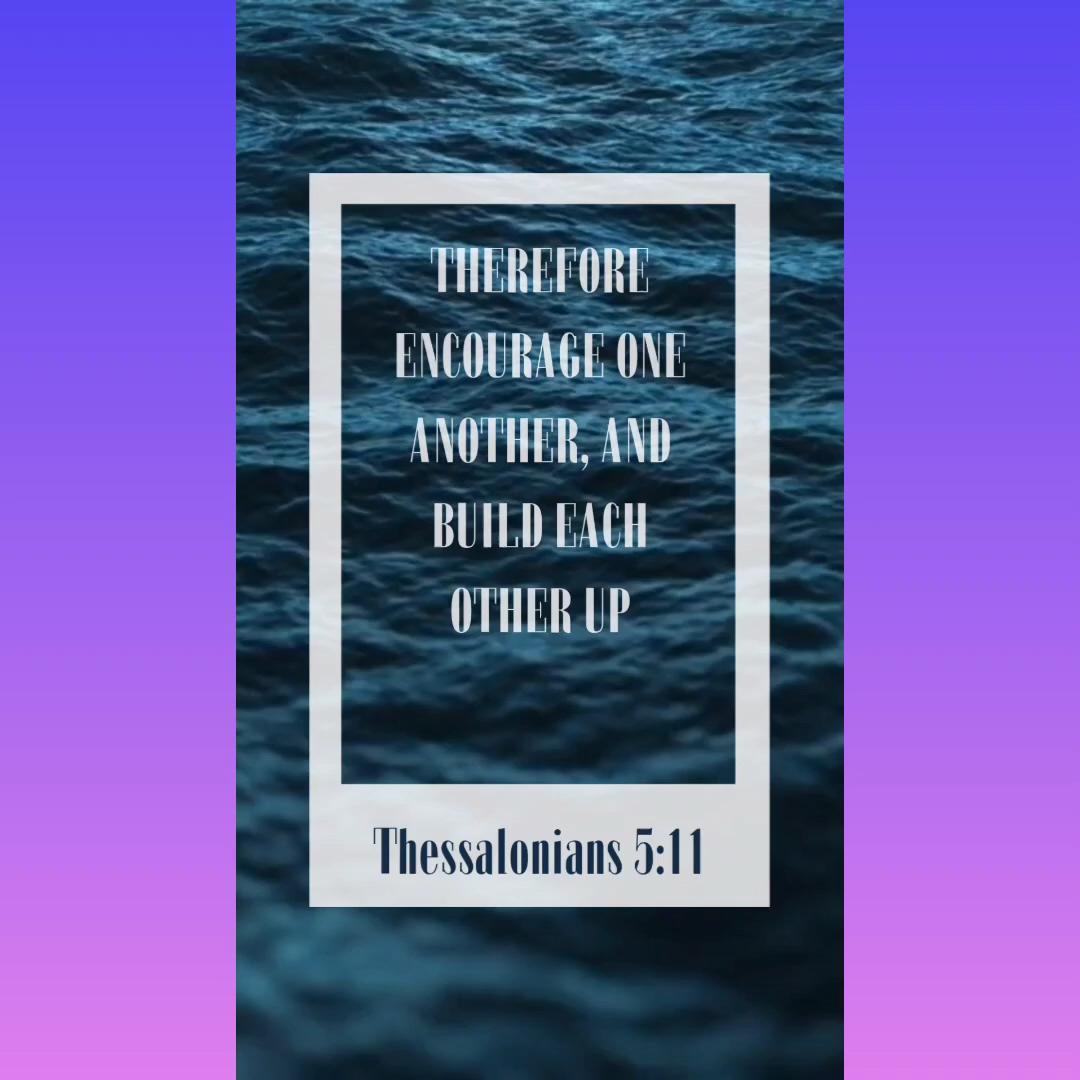 THEREFORE
ENCOURAGE ONE
ANOTHER, AND
BUILD EACH
OTHER UP
Thessalonians 5:11